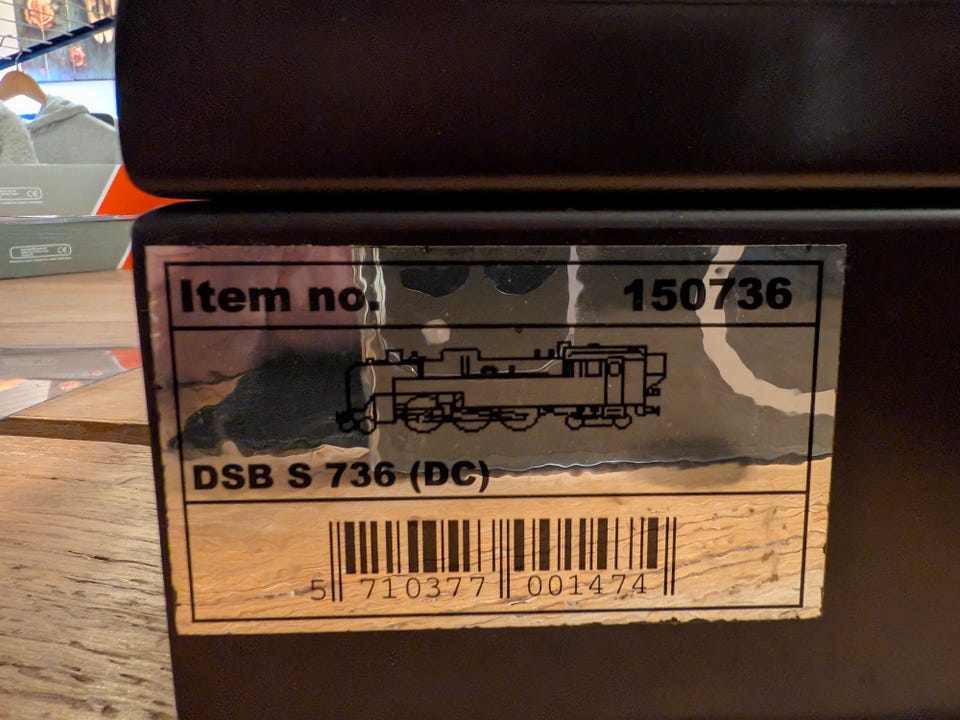 Item no. 150736
DSB S 736 (DC)
5 710377 001474